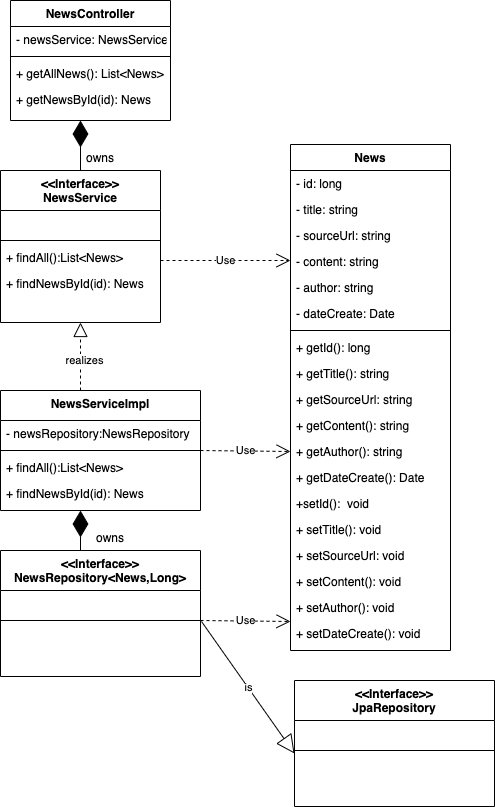 NewsController
- newsService: NewsService
+ getAllNews(): List<News>
+ getNewsById(id): News
owns
<<Interface>>
NewsService
+ findAll():List<News>
+ findNewsById(id): News
Use
realizes
NewsServiceImpl
- newsRepository:NewsRepository
+ findAll():List<News>
+ findNewsById(id): News
Use
owns
<<Interface>>
NewsRepository<News,Long>
Use
is
News
- id: long
- title: string
- sourceUrl: string
- content: string
- author: string
- dateCreate: Date
+ getId(): long
+ getTitle(): string
+ getSourceUrl: string
+ getContent(): string
+ getAuthor(): string
+ getDateCreate(): Date
+setId():  void
+ setTitle(): void
+ setSourceUrl: void
+ setContent(): void
+ setAuthor(): void
+ setDateCreate(): void
<<Interface>>
JpaRepository